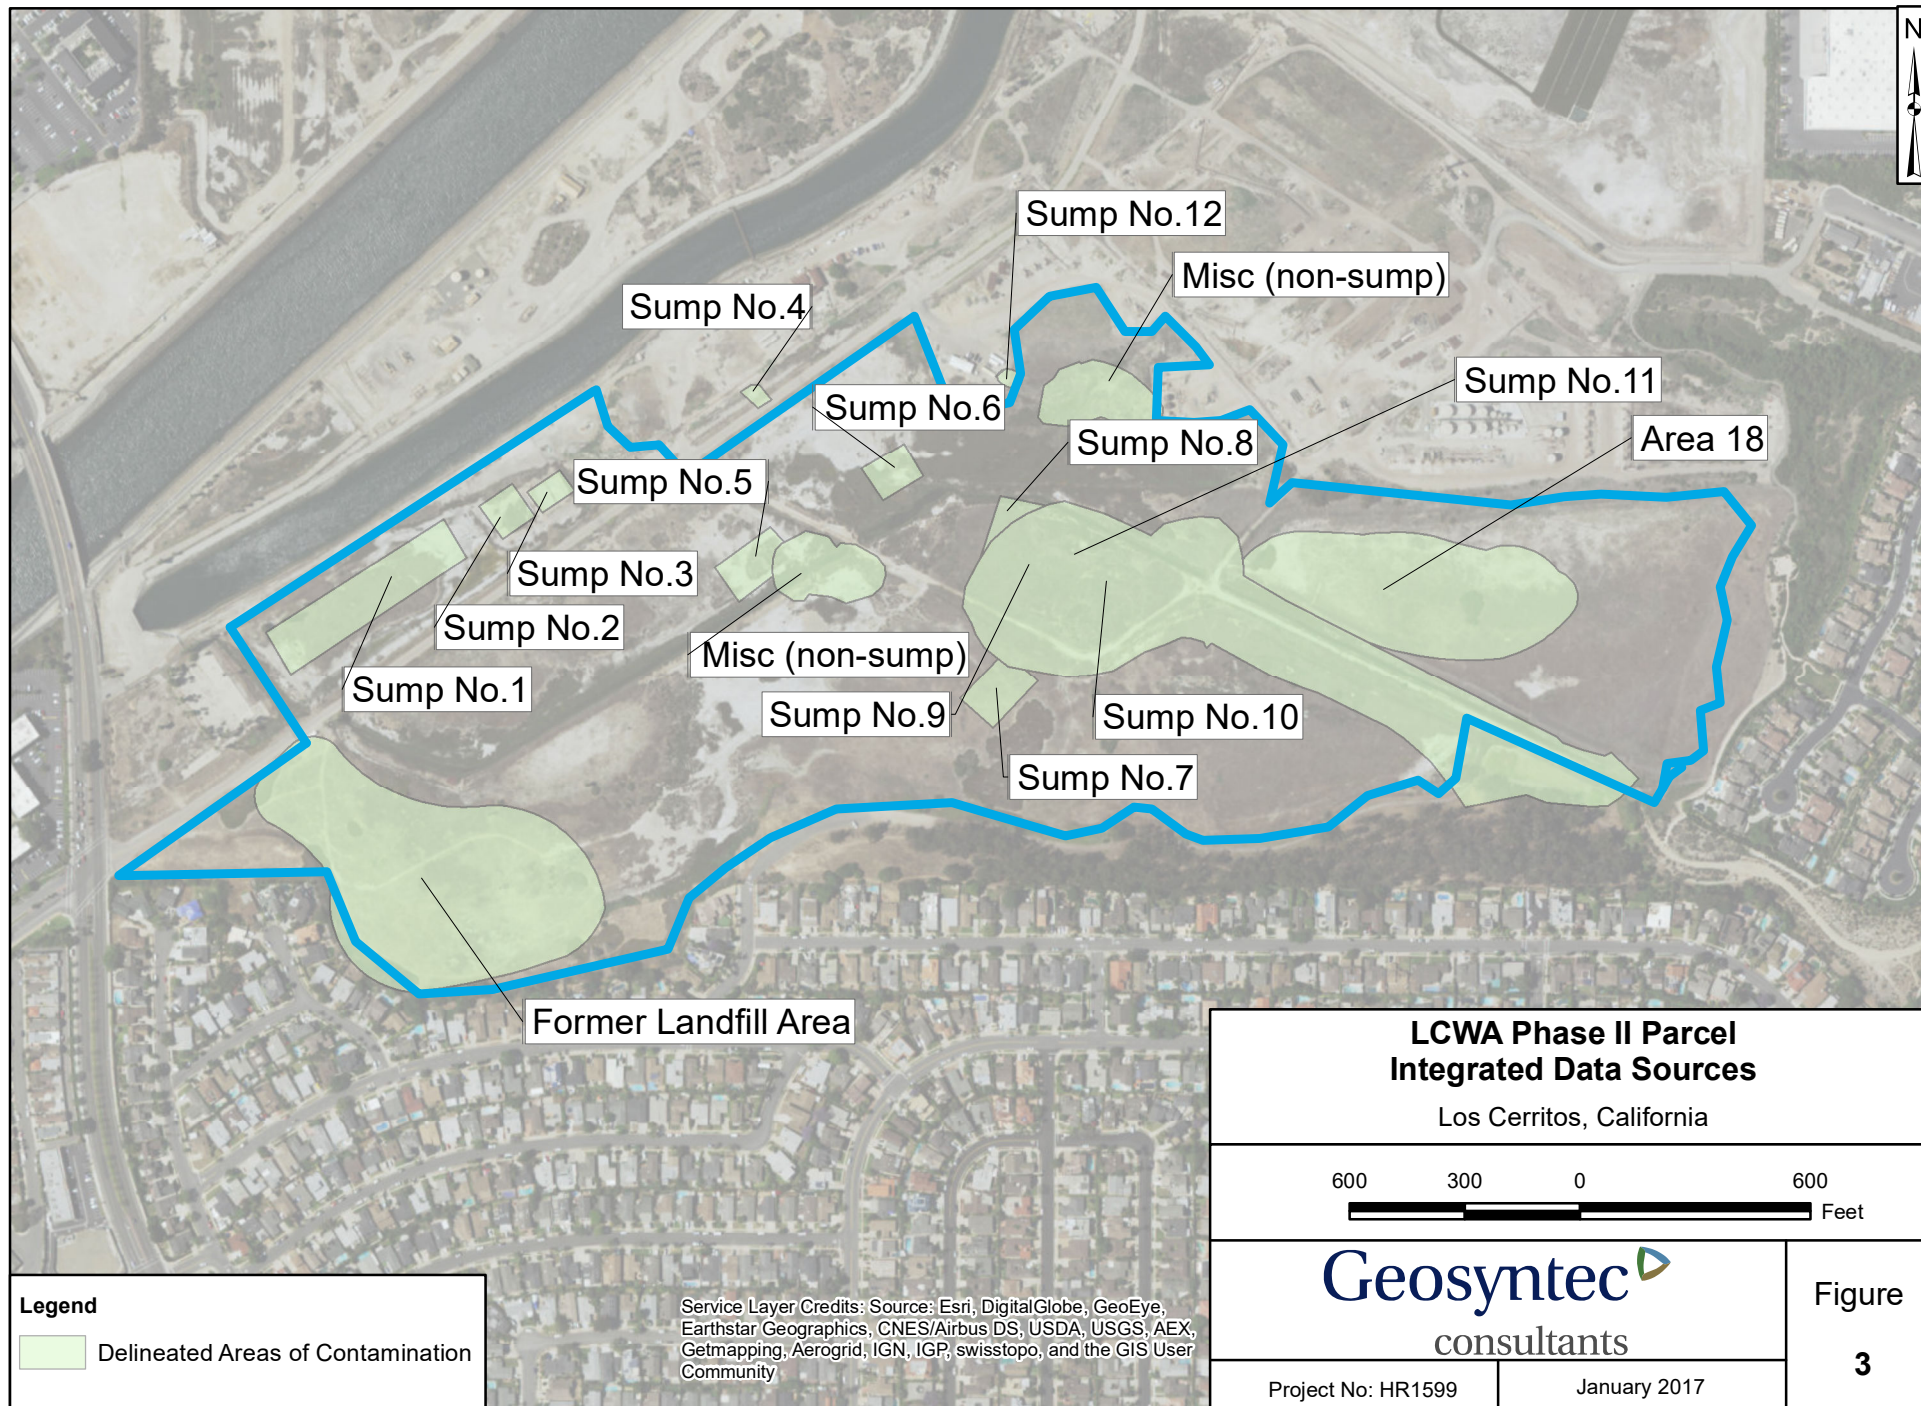 N
Sump No.12
Misc (non-sump)
Sump No.4
Sump No.11
Sump No.6
Area 18
Sump No.8
Sump No.5
Sump No.3
Sump No.2
Misc (non-sump)
Sump No.1
Sump No.9
Sump No.10
Sump No.7
Former Landfill Area
LCWA Phase II Parcel
Integrated Data Sources
Los Cerritos, California
600 300 0 600
Feet
Geosyntec
consultants
Figure
3
Project No: HR1599
January 2017
Legend
Delineated Areas of Contamination
Service Layer Credits: Source: Esri, DigitalGlobe, GeoEye,
Earthstar Geographics, CNES/Airbus DS, USDA, USGS, AEX,
Getmapping, Aerogrid, IGN, IGP, swisstopo, and the GIS User
Community